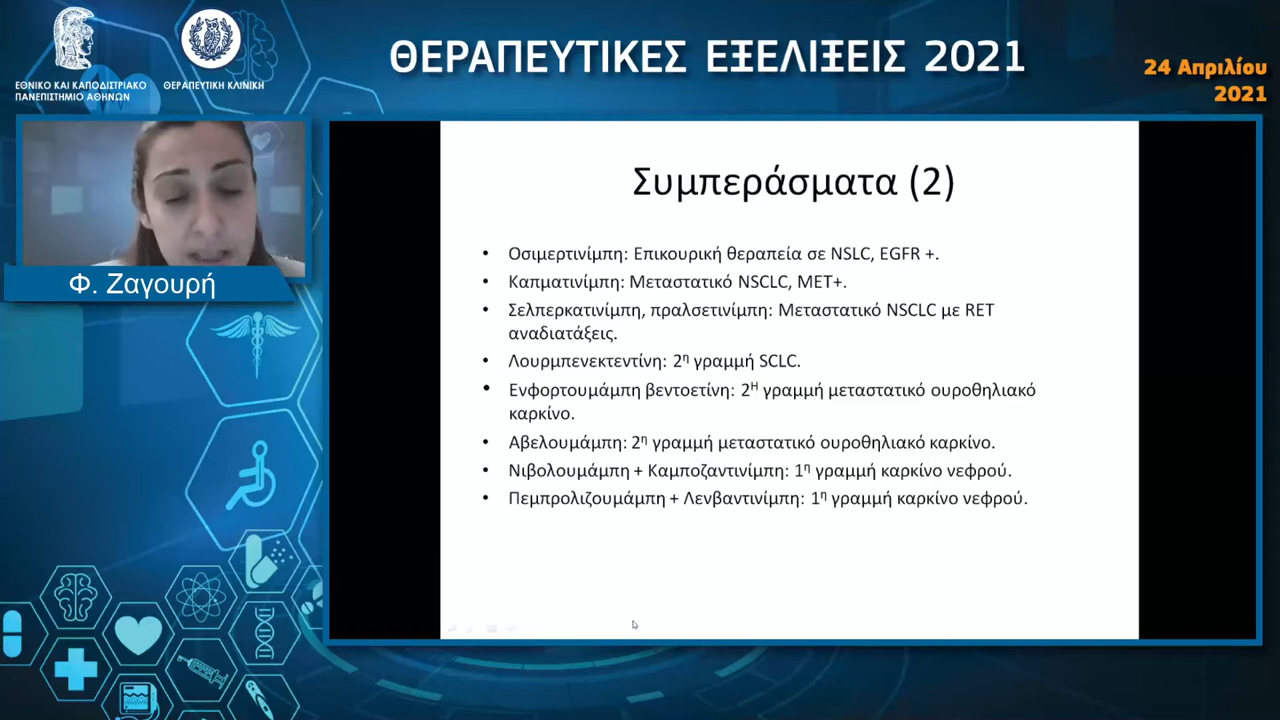 ΕΘΝΙΚΟ ΚΑΙ ΚΑΠΟΔΙΣΤΡΙΑΚΟ
ΠΑΝΕΠΙΣΤΗΜΙΟ ΑΘΗΝΩΝ
ΘΕΡΑΠΕΥΤΙΚΗ ΚΛΙΝΙΚΗ
ΘΕΡΑΠΕΥΤΙΚΕΣ ΕΞΕΛΙΞΕΙΣ 2021
24 Απριλίου
2021
Φ. Ζαγουρή
Συμπεράσματα (2)
• Οσιμερτινίμπη: Επικουρική θεραπεία σε NSLC, EGFR +.
• Καπματινίμπη: Μεταστατικό NSCLC, MET+.
• Σελπερκατινίμπη, πραλσετινίμπη: Μεταστατικό NSCLC με RET
αναδιατάξεις.
• Λουρμπενεκτεντίνη: 2η γραμμή SCLC.
• Ενφορτουμάμπη βεντοετίνη: 2Η γραμμή μεταστατικό ουροθηλιακό
καρκίνο.
• Αβελουμάμπη: 2η γραμμή μεταστατικό ουροθηλιακό καρκίνο.
• Νιβολουμάμπη + Καμποζαντινίμπη: 1η γραμμή καρκίνο νεφρού.
• Πεμπρολιζουμάμπη + Λενβαντινίμπη: 1η γραμμή καρκίνο νεφρού.